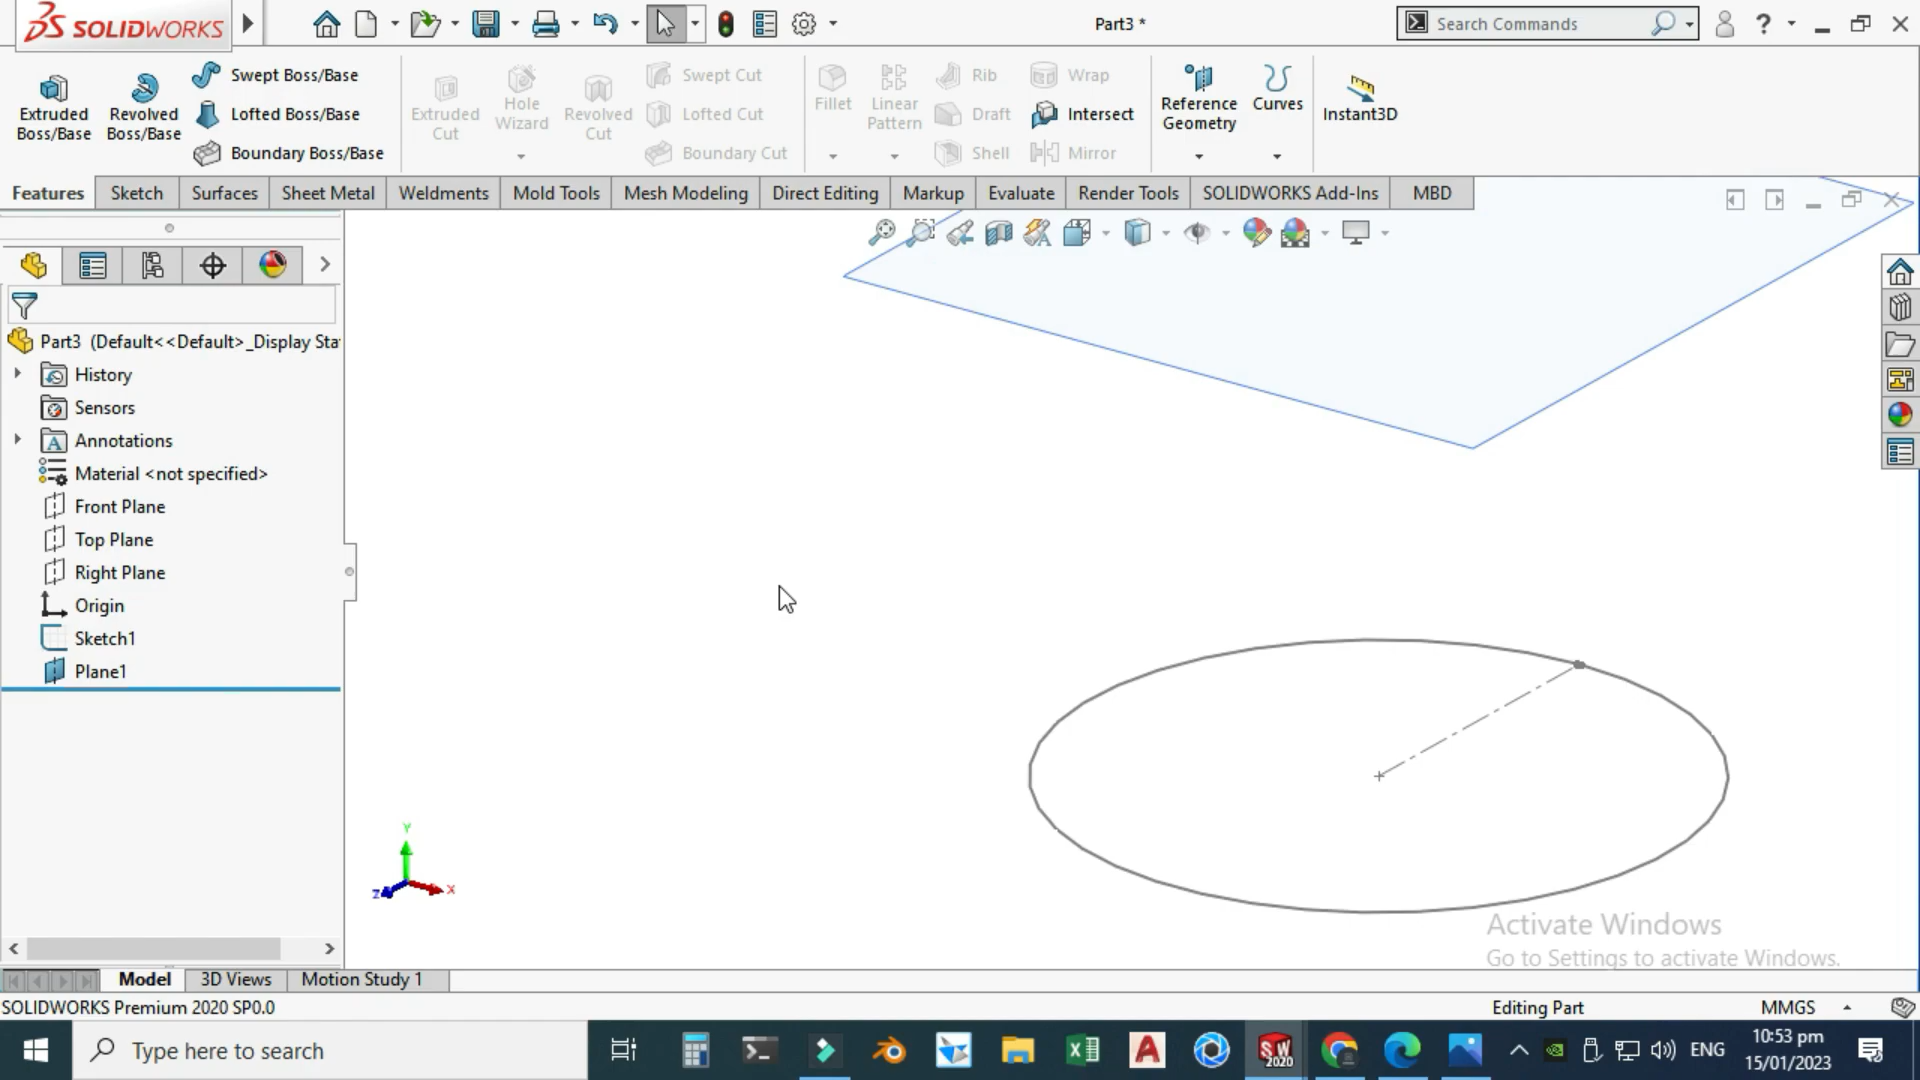 SOLIDWORKS
Part3 *
Search Commands
Extruded Boss/Base
Revolved Boss/Base
Swept Boss/Base
Lofted Boss/Base
Boundary Boss/Base
Extruded Cut
Hole Wizard
Revolved Cut
Swept Cut
Lofted Cut
Boundary Cut
Fillet
Linear Pattern
Rib
Draft
Shell
Wrap
Intersect
Mirror
Reference Geometry
Curves
Instant3D
Features
Sketch
Surfaces
Sheet Metal
Weldments
Mold Tools
Mesh Modeling
Direct Editing
Markup
Evaluate
Render Tools
SOLIDWORKS Add-Ins
MBD
Part3 (Default<<Default>_Display Sta
History
Sensors
Annotations
Material <not specified>
Front Plane
Top Plane
Right Plane
Origin
Sketch1
Plane1
Y
Z
X
Activate Windows
Go to Settings to activate Windows.
Model
3D Views
Motion Study 1
SOLIDWORKS Premium 2020 SP0.0
Editing Part
MMGS
Type here to search
SW
2020
ENG
10:53 pm
15/01/2023